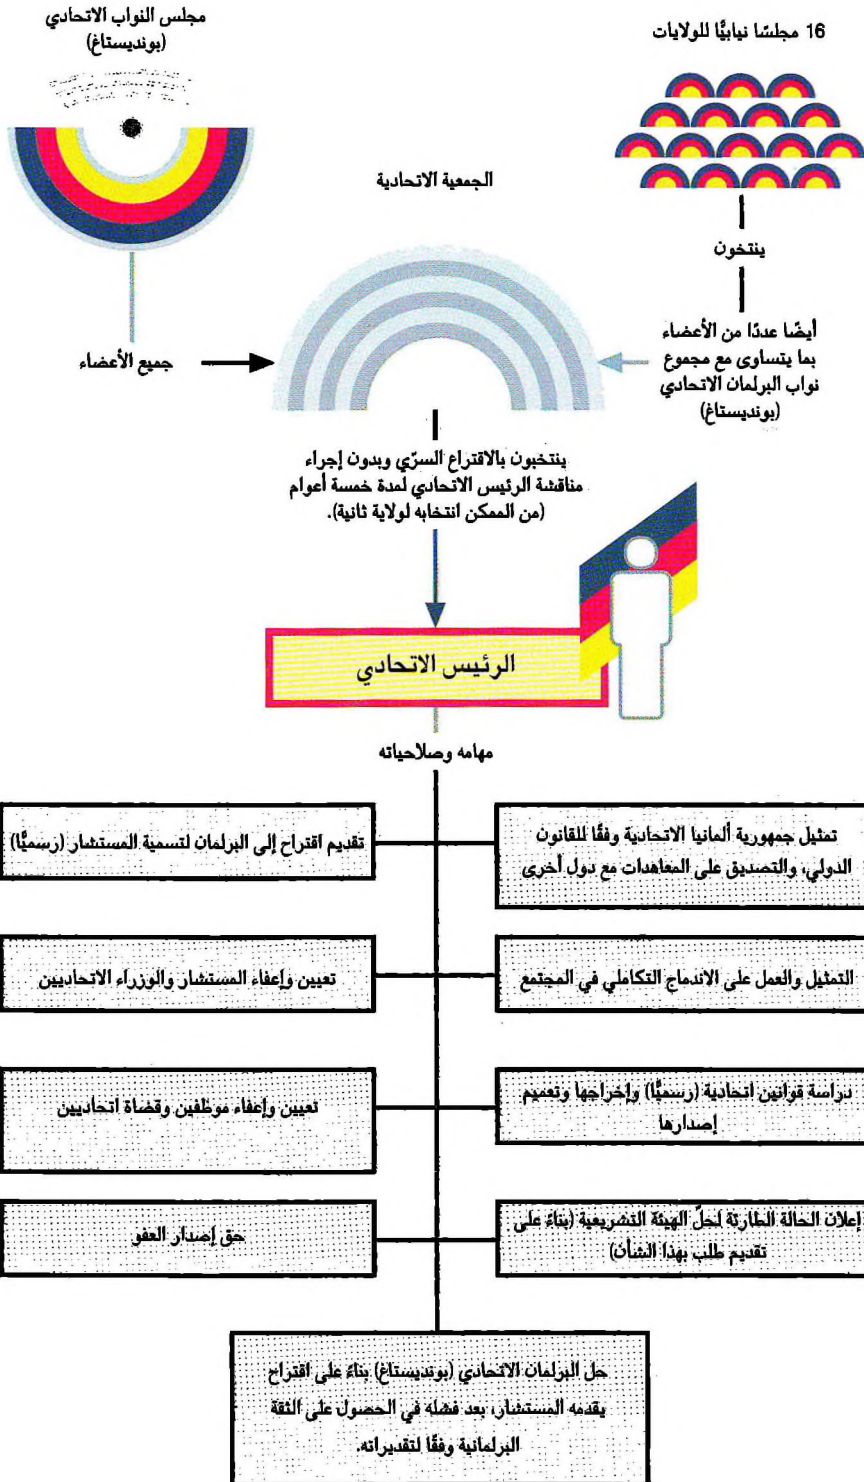 16 مجلسًا نيابيًّا للولايات
مجلس النواب الاتحادي
(بونديستاغ)
الجمعية الاتحادية
ينتخون
أيضًا عددًا من الأعضاء
بما يتساوى مع مجموع
نواب البرلمان الاتحادي
(بونديستاغ)
جميع الأعضاء
ينتخبون بالاقتراع السرّي وبدون إجراء
مناقشة الرئيس الاتحادي لمدة خمسة أعوام
(من الممكن انتخابه لولاية ثانية).
الرئيس الاتحادي
مهامه وصلاحياته
تمثيل جمهورية ألمانيا الاتحادية وفقًا للقانون
الدولي، والتصديق على المعاهدات مع دول أخرى
تقديم اقتراح إلى البرلمان لتسمية المستشار (رسميًّا)
التمثيل والعمل على الاندماج التكاملي في المجتمع
تعيين وإعفاء المستشار والوزراء الاتحاديين
دراسة قوانين اتحادية (رسميًّا) وإخراجها وتعميم
إصدارها
تعيين وإعفاء موظفين وقضاة اتحاديين
إعلان الحالة الطارئة لحلّ الهيئة التشريعية (بناءً على
تقديم طلب بهذا الشأن)
حق إصدار العفو
حل البرلمان الاتحادي (بونديستاغ) بناءً على اقتراح
يقدمه المستشار، بعد فشله في الحصول على الثقة
البرلمانية وفقًا لتقديراته.